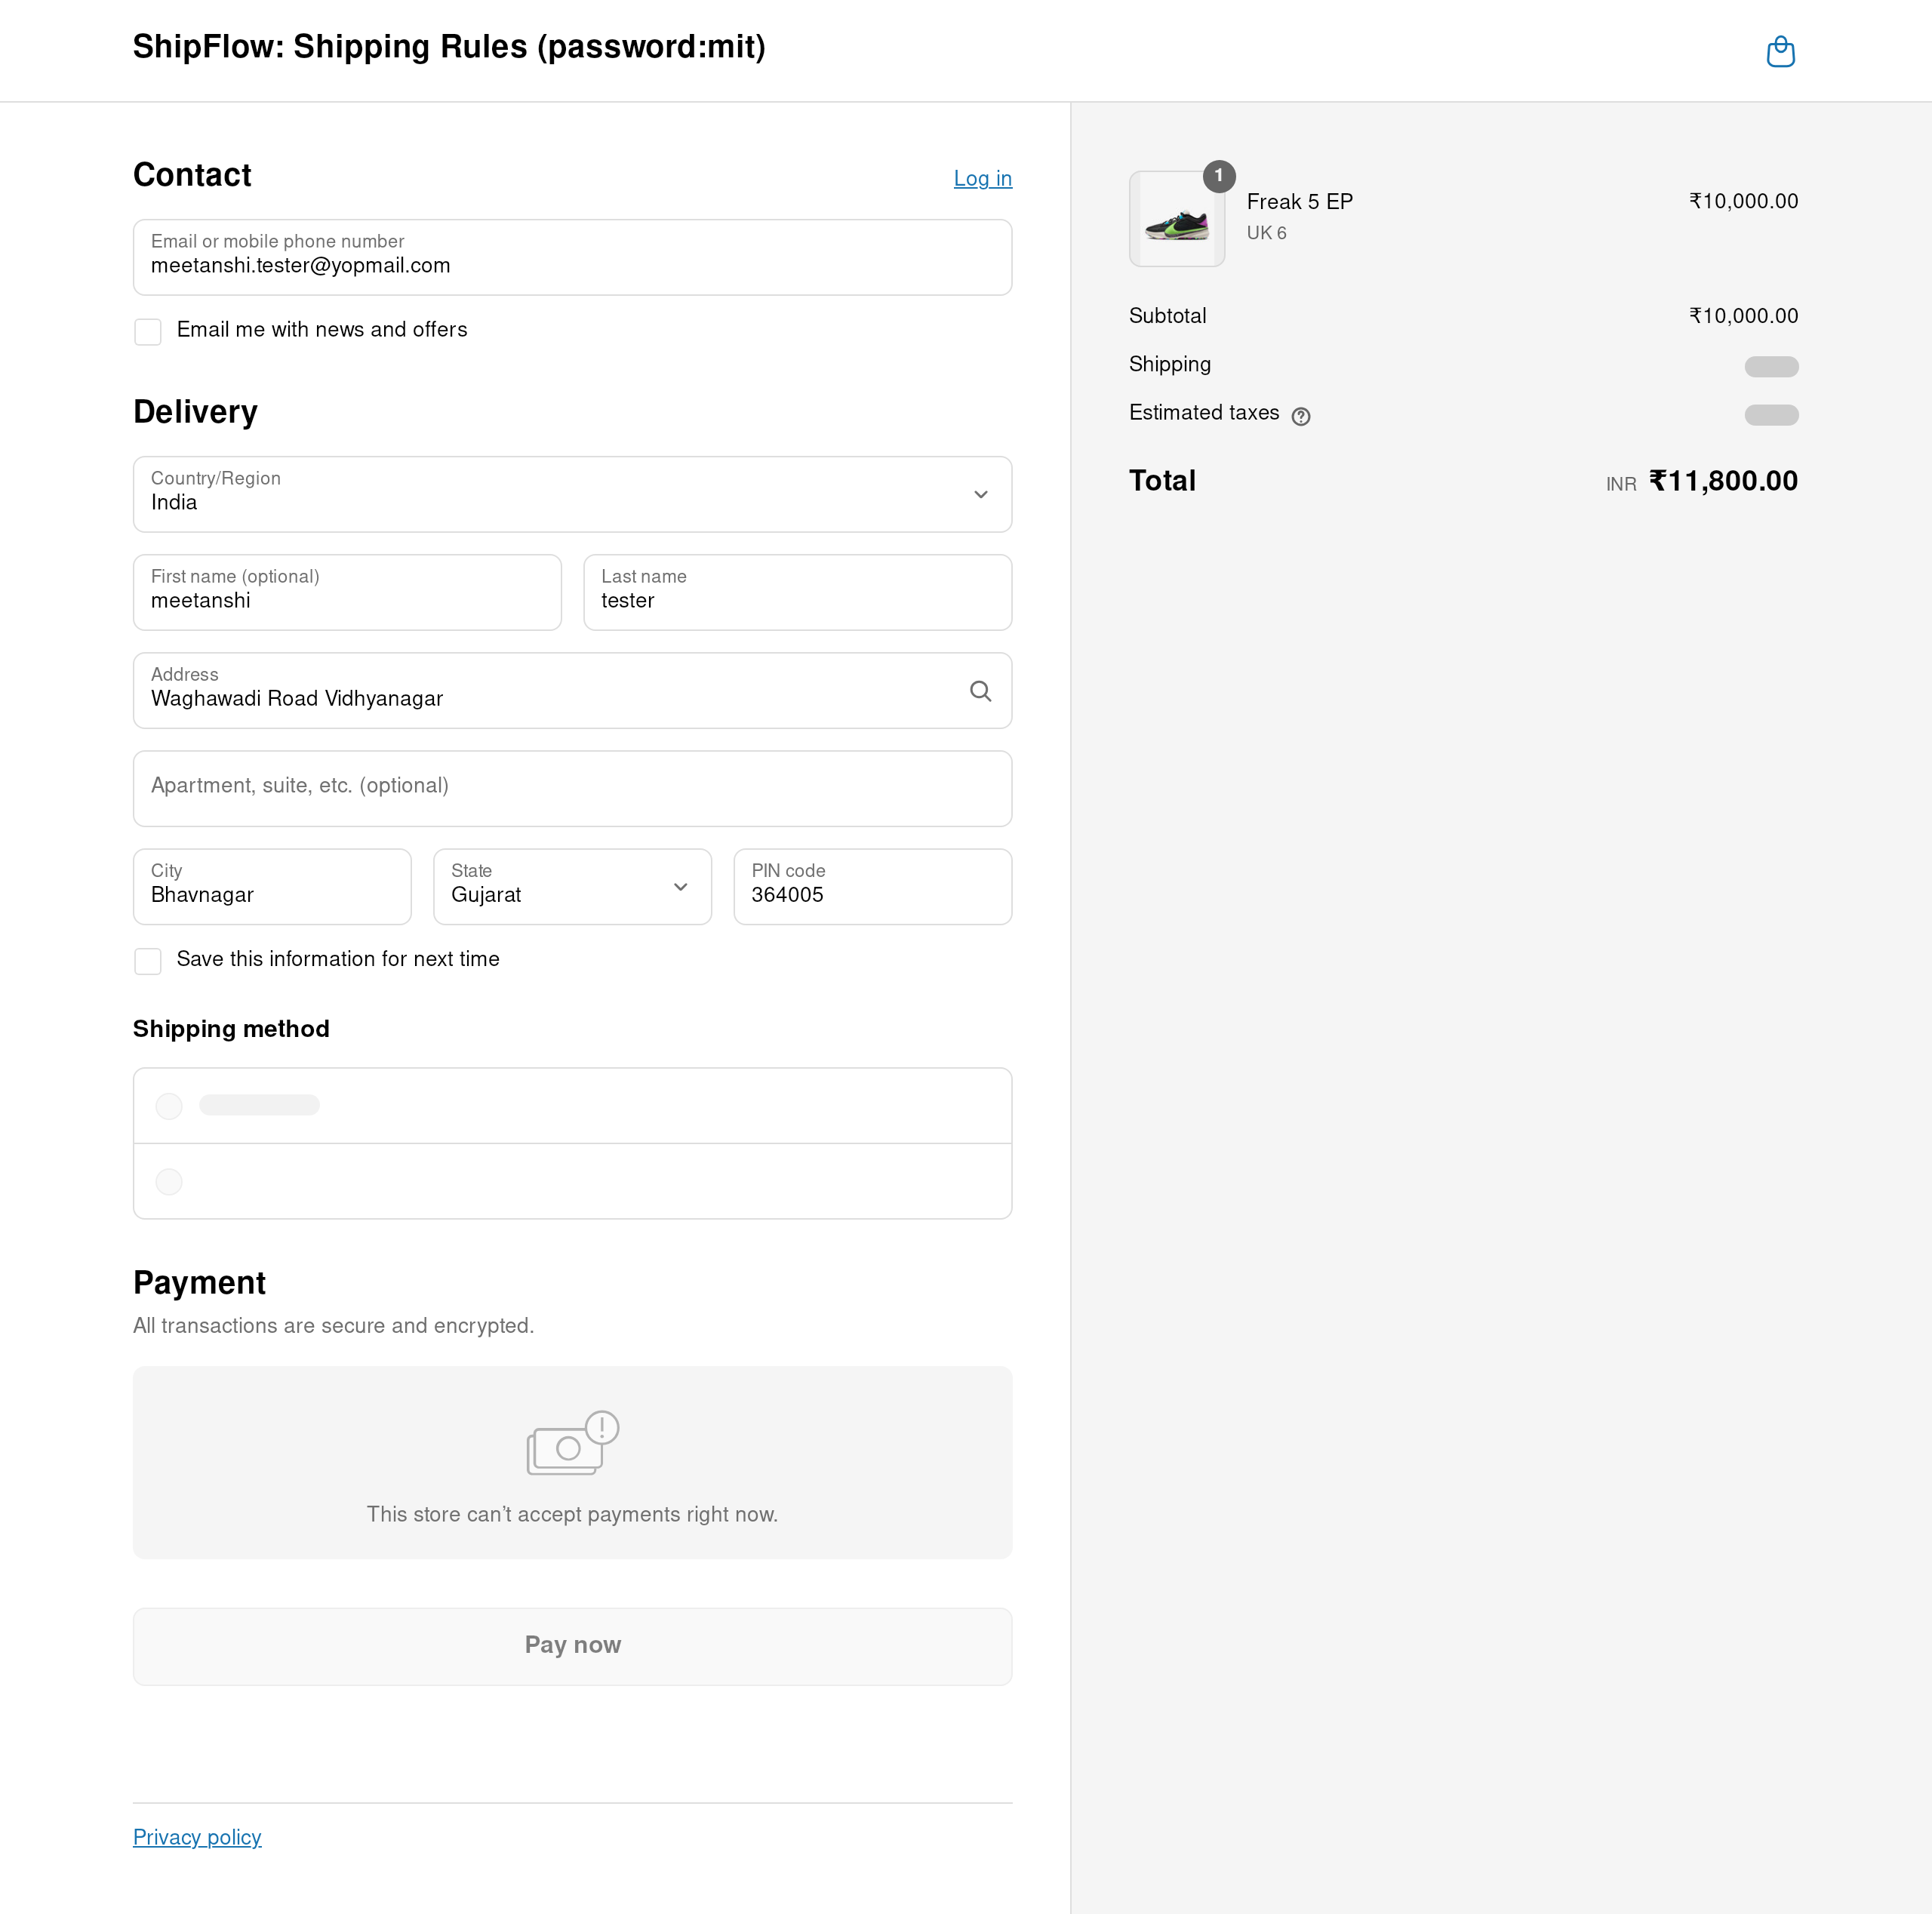 ShipFlow: Shipping Rules (password:mit)
Contact
Log in
Email or mobile phone number
meetanshi.tester@yopmail.com
Email me with news and offers
Delivery
Country/Region
India
First name (optional)
meetanshi
Last name
tester
Address
Waghawadi Road Vidhyanagar
Apartment, suite, etc. (optional)
City
Bhavnagar
State
Gujarat
PIN code
364005
Save this information for next time
Shipping method
Payment
All transactions are secure and encrypted.
This store can’t accept payments right now.
Pay now
Privacy policy
1
Freak 5 EP
₹10,000.00
UK 6
Subtotal ₹10,000.00
Shipping
Estimated taxes
Total INR ₹11,800.00